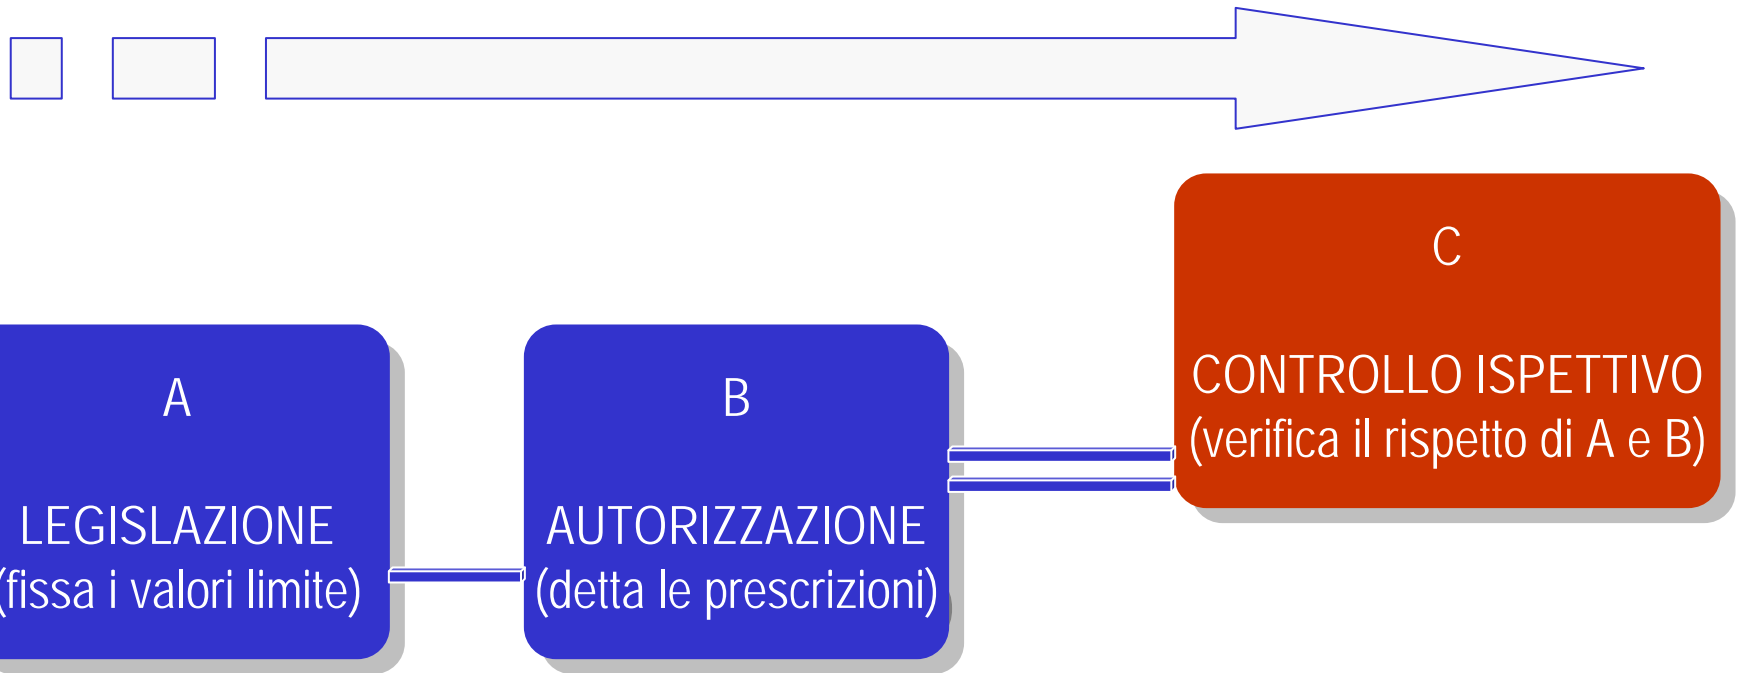 A
LEGISLAZIONE
(fissa i valori limite)
B
AUTORIZZAZIONE
(detta le prescrizioni)
C
CONTROLLO ISPETTIVO
(verifica il rispetto di A e B)